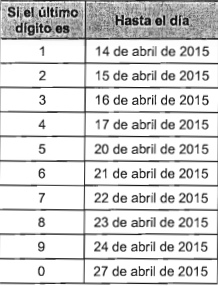 Si el último dígito es Hasta el día
1 14 de abril de 2015
2 15 de abril de 2015
3 16 de abril de 2015
4 17 de abril de 2015
5 20 de abril de 2015
6 21 de abril de 2015
7 22 de abril de 2015
8 23 de abril de 2015
9 24 de abril de 2015
0 27 de abril de 2015